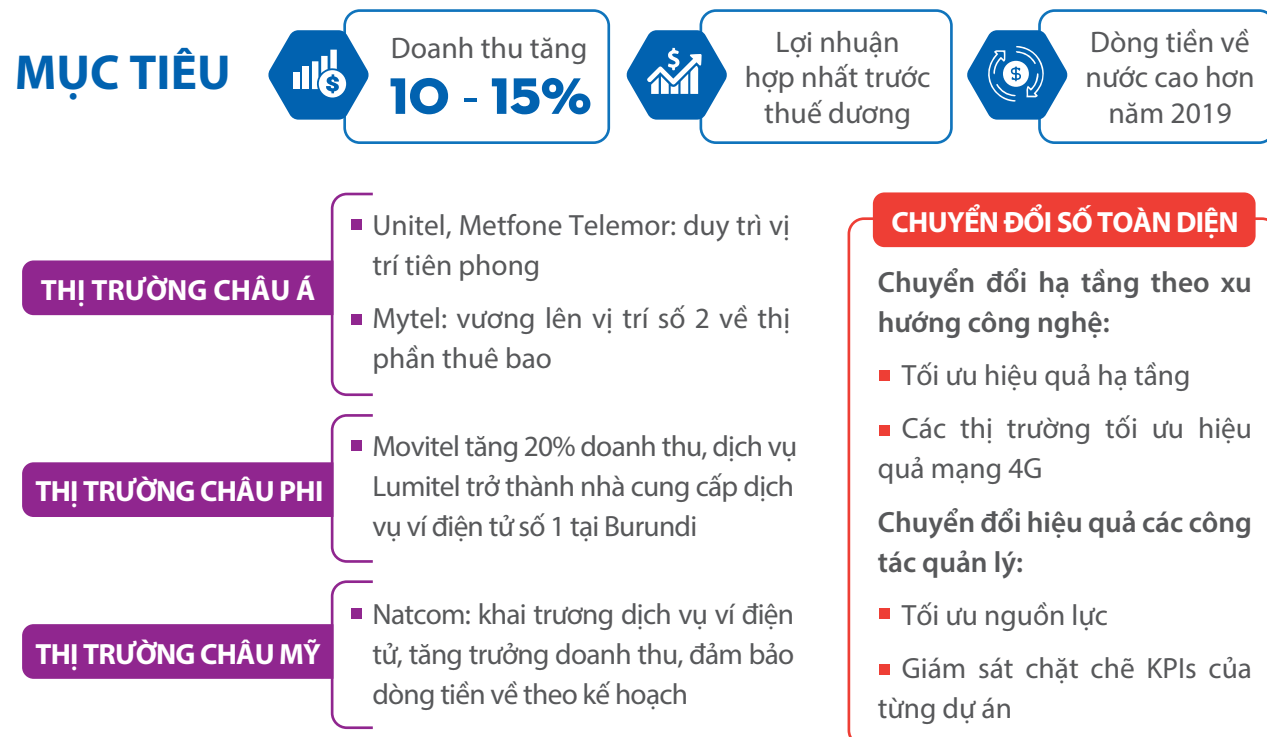 MỤC TIÊU
Doanh thu tăng
10 - 15%
Lợi nhuận
hợp nhất trước
thuế dương
Dòng tiền về
nước cao hơn
năm 2019
THỊ TRƯỜNG CHÂU Á
Unitel, Metfone Telemor: duy trì vị
trí tiên phong
Mytel: vương lên vị trí số 2 về thị
phần thuê bao
THỊ TRƯỜNG CHÂU PHI
Movitel tăng 20% doanh thu, dịch vụ
Lumitel trở thành nhà cung cấp dịch
vụ ví điện tử số 1 tại Burundi
THỊ TRƯỜNG CHÂU MỸ
Natcom: khai trương dịch vụ ví điện
tử, tăng trưởng doanh thu, đảm bảo
dòng tiền về theo kế hoạch
CHUYỂN ĐỔI SỐ TOÀN DIỆN
Chuyển đổi hạ tầng theo xu
hướng công nghệ:
Tối ưu hiệu quả hạ tầng
Các thị trường tối ưu hiệu
quả mạng 4G
Chuyển đổi hiệu quả các công
tác quản lý:
Tối ưu nguồn lực
Giám sát chặt chẽ KPIs của
từng dự án